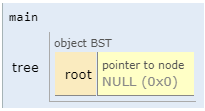 main
object BST
tree
root
pointer to node
NULL (0x0)